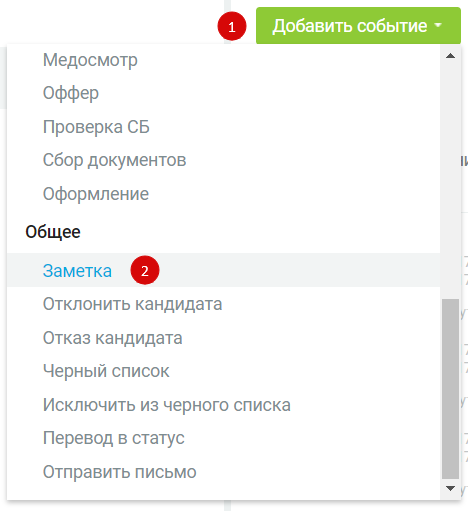 1 Добавить событие
Медосмотр
Оффер
Проверка СБ
Сбор документов
Оформление
Общее
Заметка 2
Отклонить кандидата
Отказ кандидата
Черный список
Исключить из черного списка
Перевод в статус
Отправить письмо